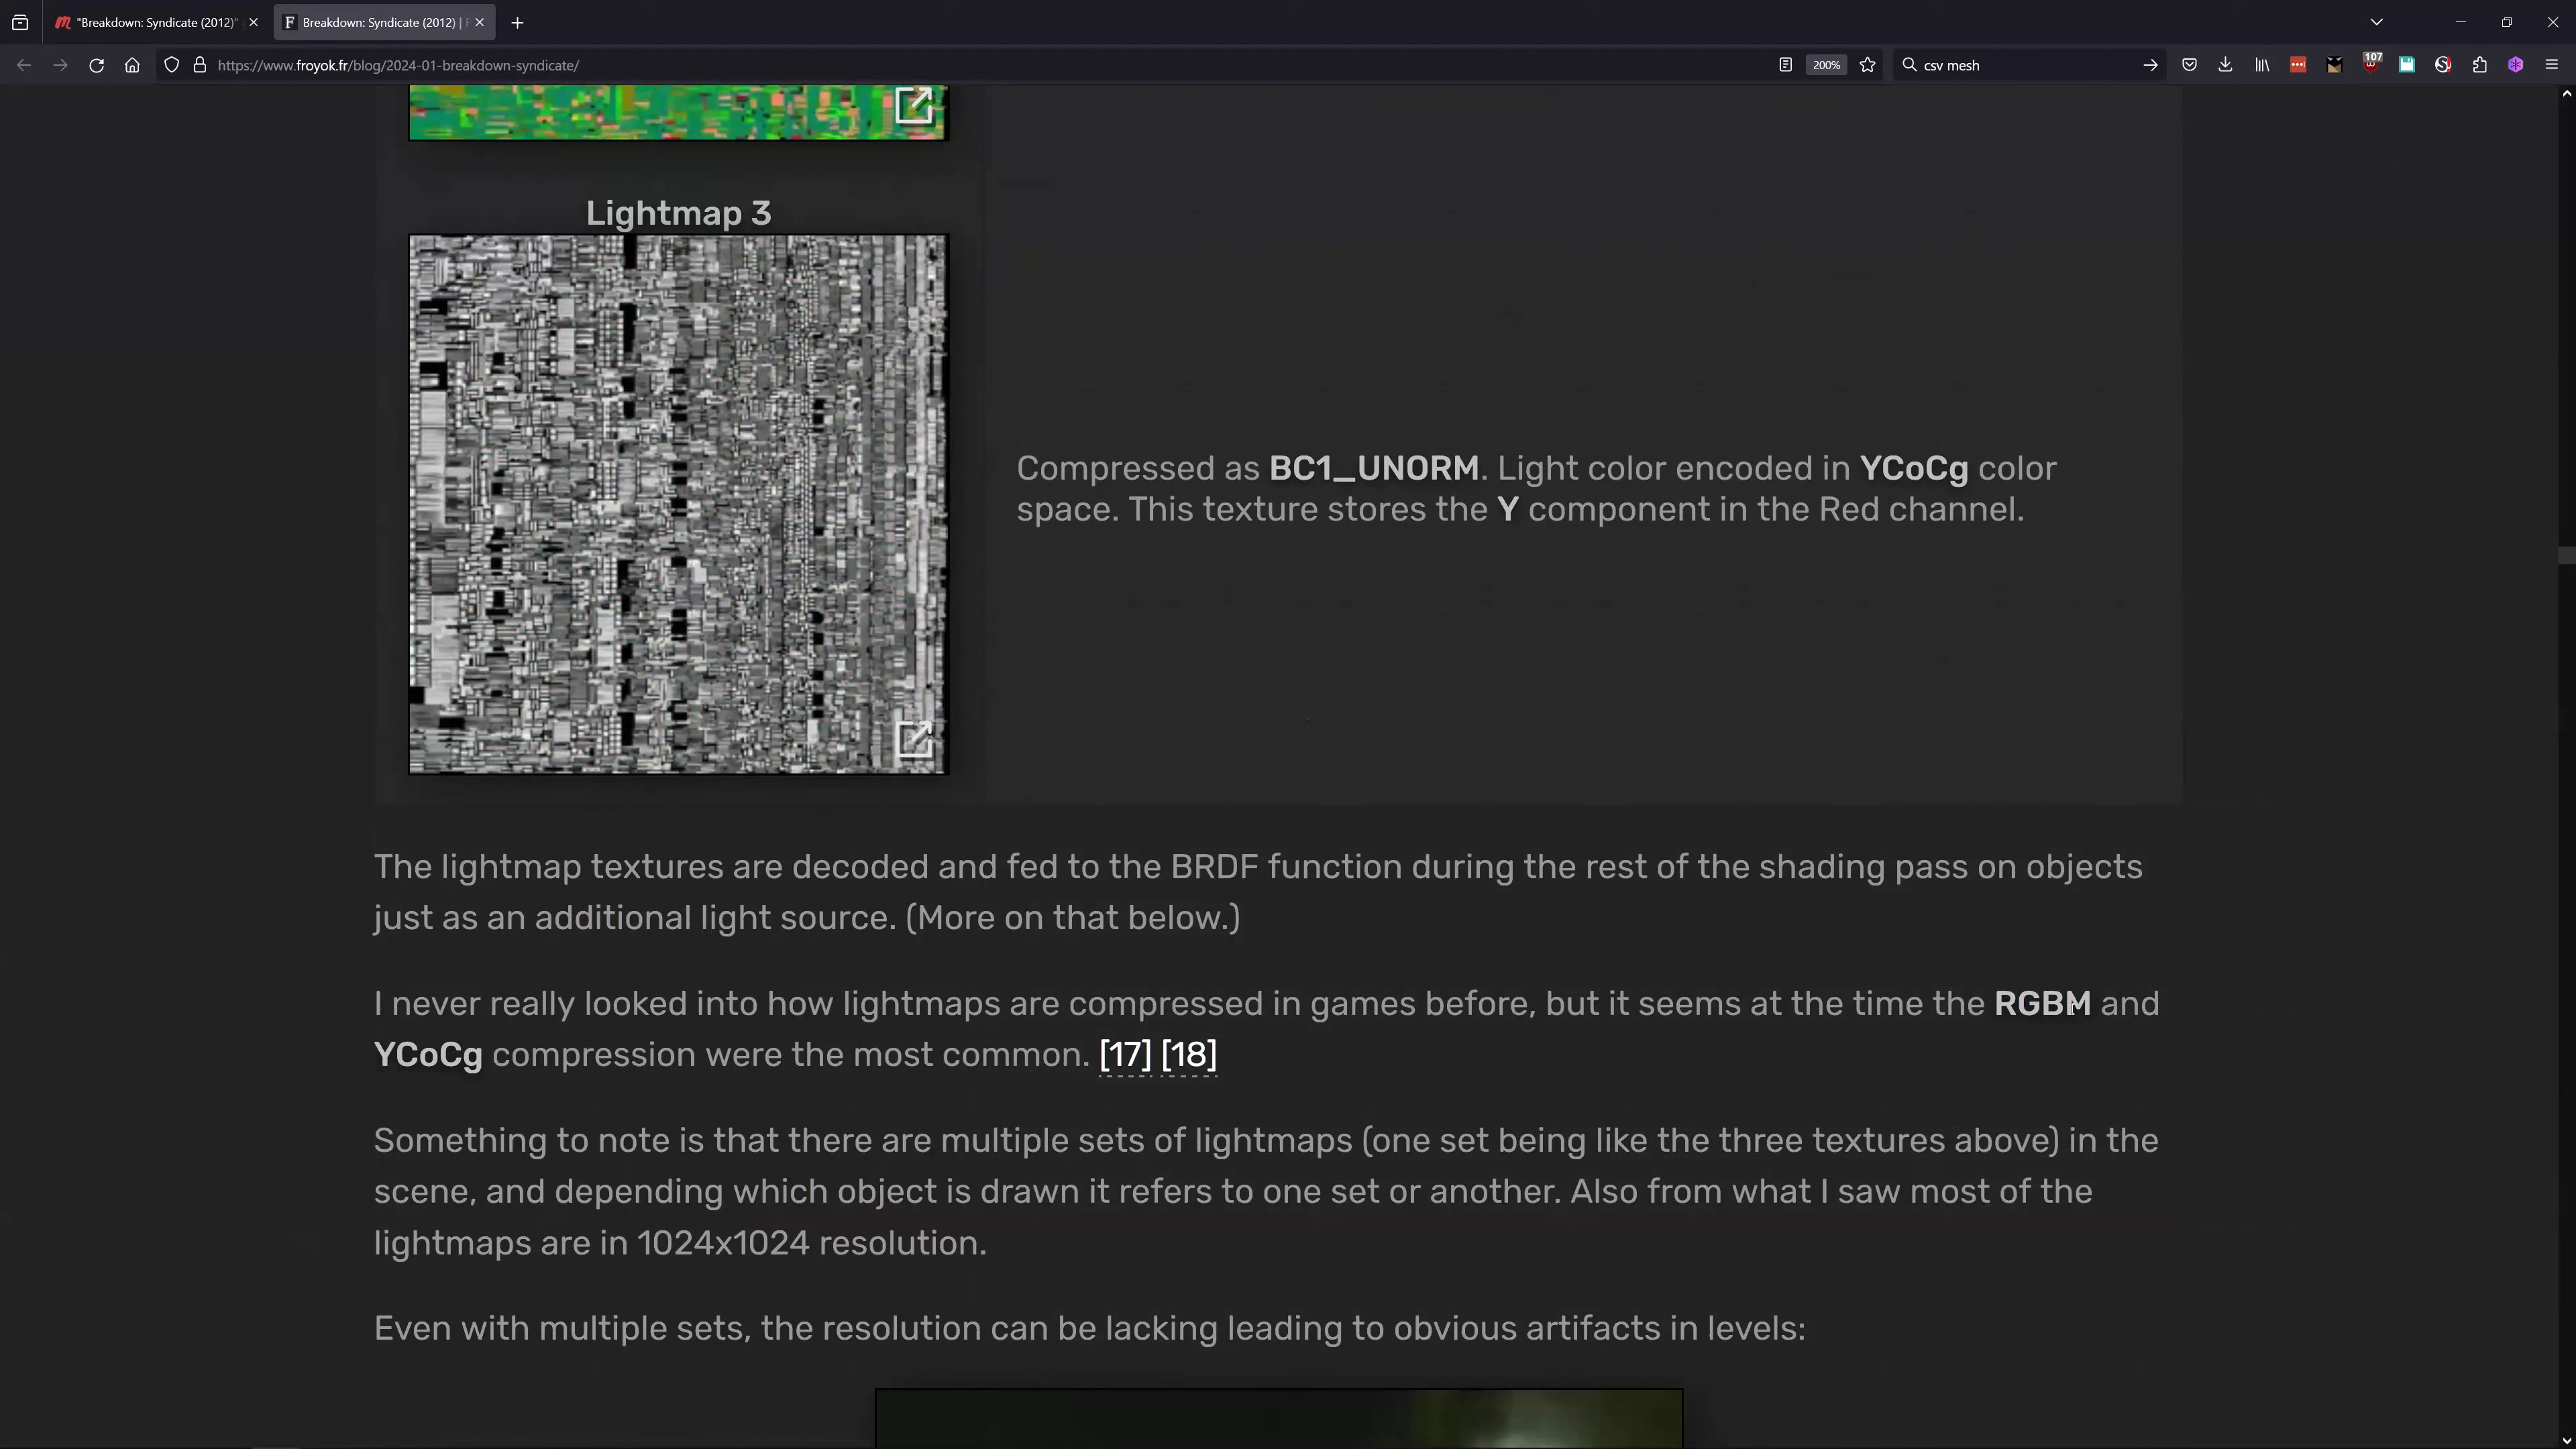 "Breakdown: Syndicate (2012)"
Breakdown: Syndicate (2012) |
https://www.froyok.fr/blog/2024-01-breakdown-syndicate/
200%
csv mesh
107
Lightmap 3
Compressed as BC1_UNORM. Light color encoded in YCoCg color
space. This texture stores the Y component in the Red channel.
The lightmap textures are decoded and fed to the BRDF function during the rest of the shading pass on objects
just as an additional light source. (More on that below.)
I never really looked into how lightmaps are compressed in games before, but it seems at the time the RGBM and
YCoCg compression were the most common. [17] [18]
Something to note is that there are multiple sets of lightmaps (one set being like the three textures above) in the
scene, and depending which object is drawn it refers to one set or another. Also from what I saw most of the
lightmaps are in 1024x1024 resolution.
Even with multiple sets, the resolution can be lacking leading to obvious artifacts in levels: